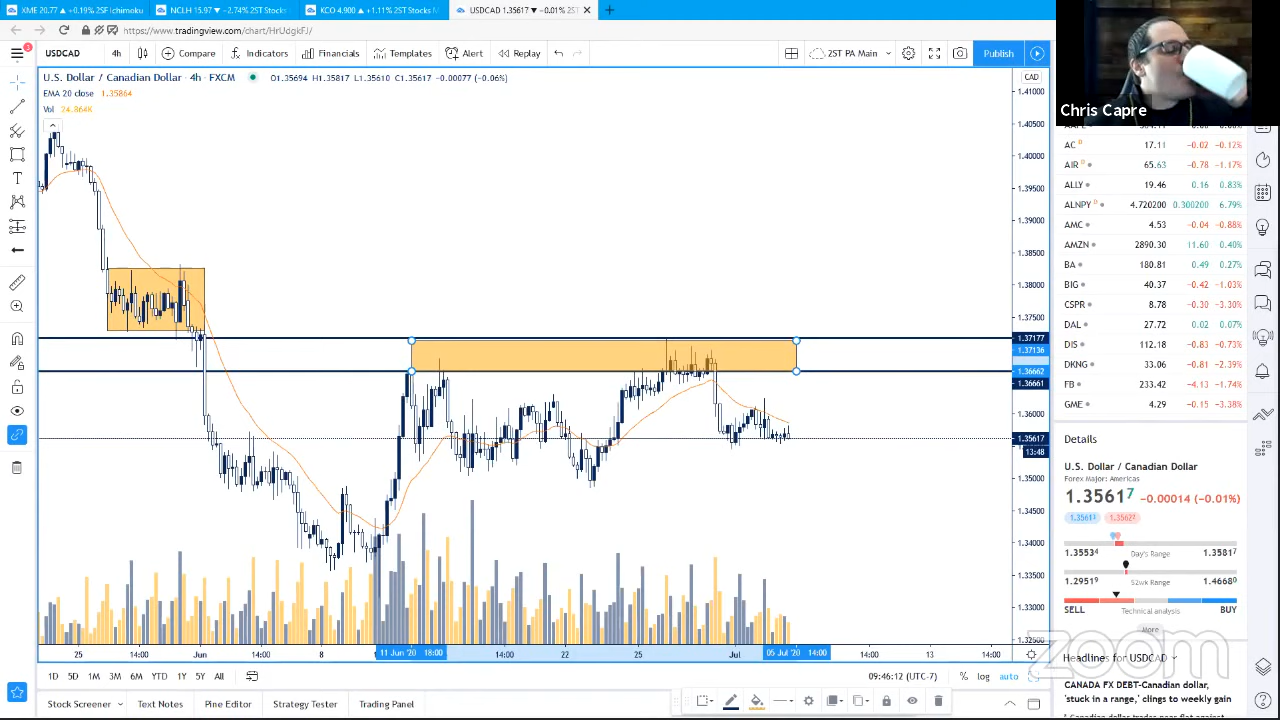 XME 20.77 ▲ +0.19% 2SF Ichimoku
NCLH 15.97 ▼ −2.74% 2ST Stocks
KCO 4.900 ▲ +1.11% 2ST Stocks M
USDCAD 1.35617 ▼ −0.01% 2ST
https://www.tradingview.com/chart/HrUdgkFJ/
USDCAD 4h Compare Indicators Financials Templates Alert Replay 2ST PA Main Publish
U.S. Dollar / Canadian Dollar · 4h · FXCM O1.35694 H1.35817 L1.35610 C1.35617 −0.00077 (−0.06%)
EMA 20 close 1.35864
Vol 24.864K
CAD
1.41000
1.40500
1.40000
1.39500
1.39000
1.38500
1.38000
1.37500
1.37177
1.37136
1.36662
1.36661
1.36000
1.35617
13:48
1.35000
1.34500
1.34000
1.33500
1.33000
25 14:00 Jun 14:00 8 11 Jun '20 18:00 14:00 22 14:00 25 14:00 Jul 05 Jul '20 14:00 14:00 13 14:00
1D 5D 1M 3M 6M YTD 1Y 5Y All
09:46:12 (UTC-7) % log auto
Stock Screener Text Notes Pine Editor Strategy Tester Trading Panel
Chris Capre
AC D 17.11 −0.02 −0.12%
AIR 65.63 −0.78 −1.17%
ALLY 19.46 0.16 0.83%
ALNPY D 4.720200 0.300200 6.79%
AMC 4.53 −0.04 −0.88%
AMZN 2890.30 11.60 0.40%
BA 180.81 0.49 0.27%
BIG 40.37 −0.42 −1.03%
CSPR 8.78 −0.30 −3.30%
DAL 27.72 0.02 0.07%
DIS 112.18 −0.83 −0.73%
DKNG 33.06 −0.81 −2.39%
FB 233.42 −4.13 −1.74%
GME 4.29 −0.15 −3.38%
Details
U.S. Dollar / Canadian Dollar
Forex Major: Americas
1.35617 −0.00014 (−0.01%)
1.35534 Day's Range 1.35817
1.29519 52wk Range 1.46680
SELL Technical analysis BUY
More
zoom
Headlines for USDCAD
CANADA FX DEBT-Canadian dollar,
'stuck in a range,' clings to weekly gain